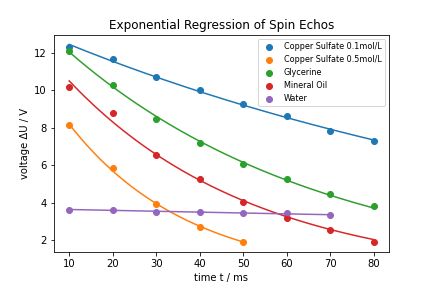 Exponential Regression of Spin Echos
Copper Sulfate 0.1mol/L
Copper Sulfate 0.5mol/L
Glycerine
Mineral Oil
Water
voltage ΔU / V
12
10
8
6
4
2
10 20 30 40 50 60 70 80
time t / ms